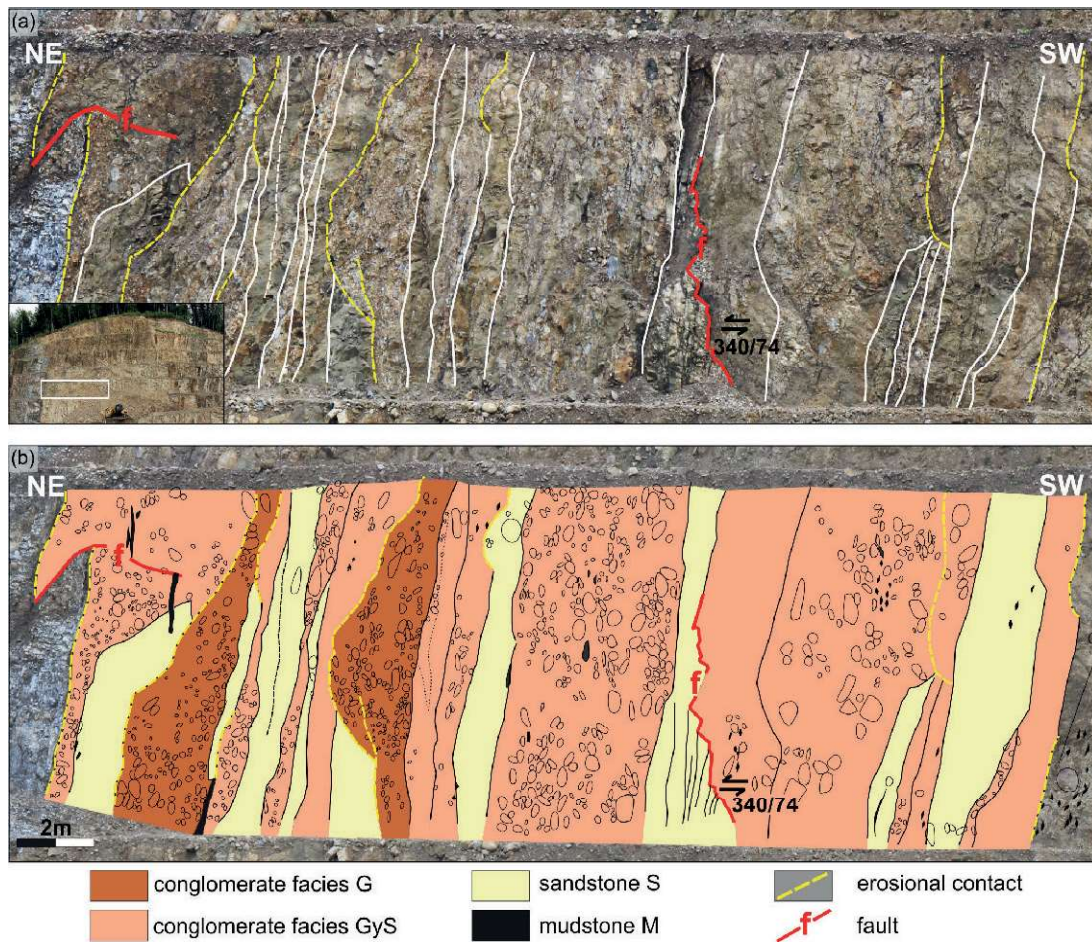 (a)
NE
SW
f
f
340/74
(b)
NE
SW
f
f
340/74
2m
conglomerate facies G
sandstone S
erosional contact
conglomerate facies GyS
mudstone M
f
fault